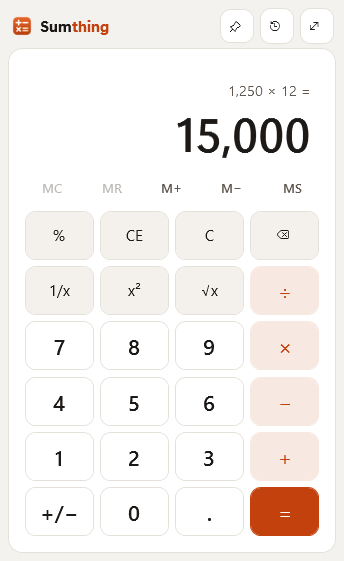 Sumthing
1,250 × 12 =
15,000
MC MR M+ M− MS
% CE C
1/x x² √x ÷
7 8 9 ×
4 5 6 −
1 2 3 +
+/− 0 . =